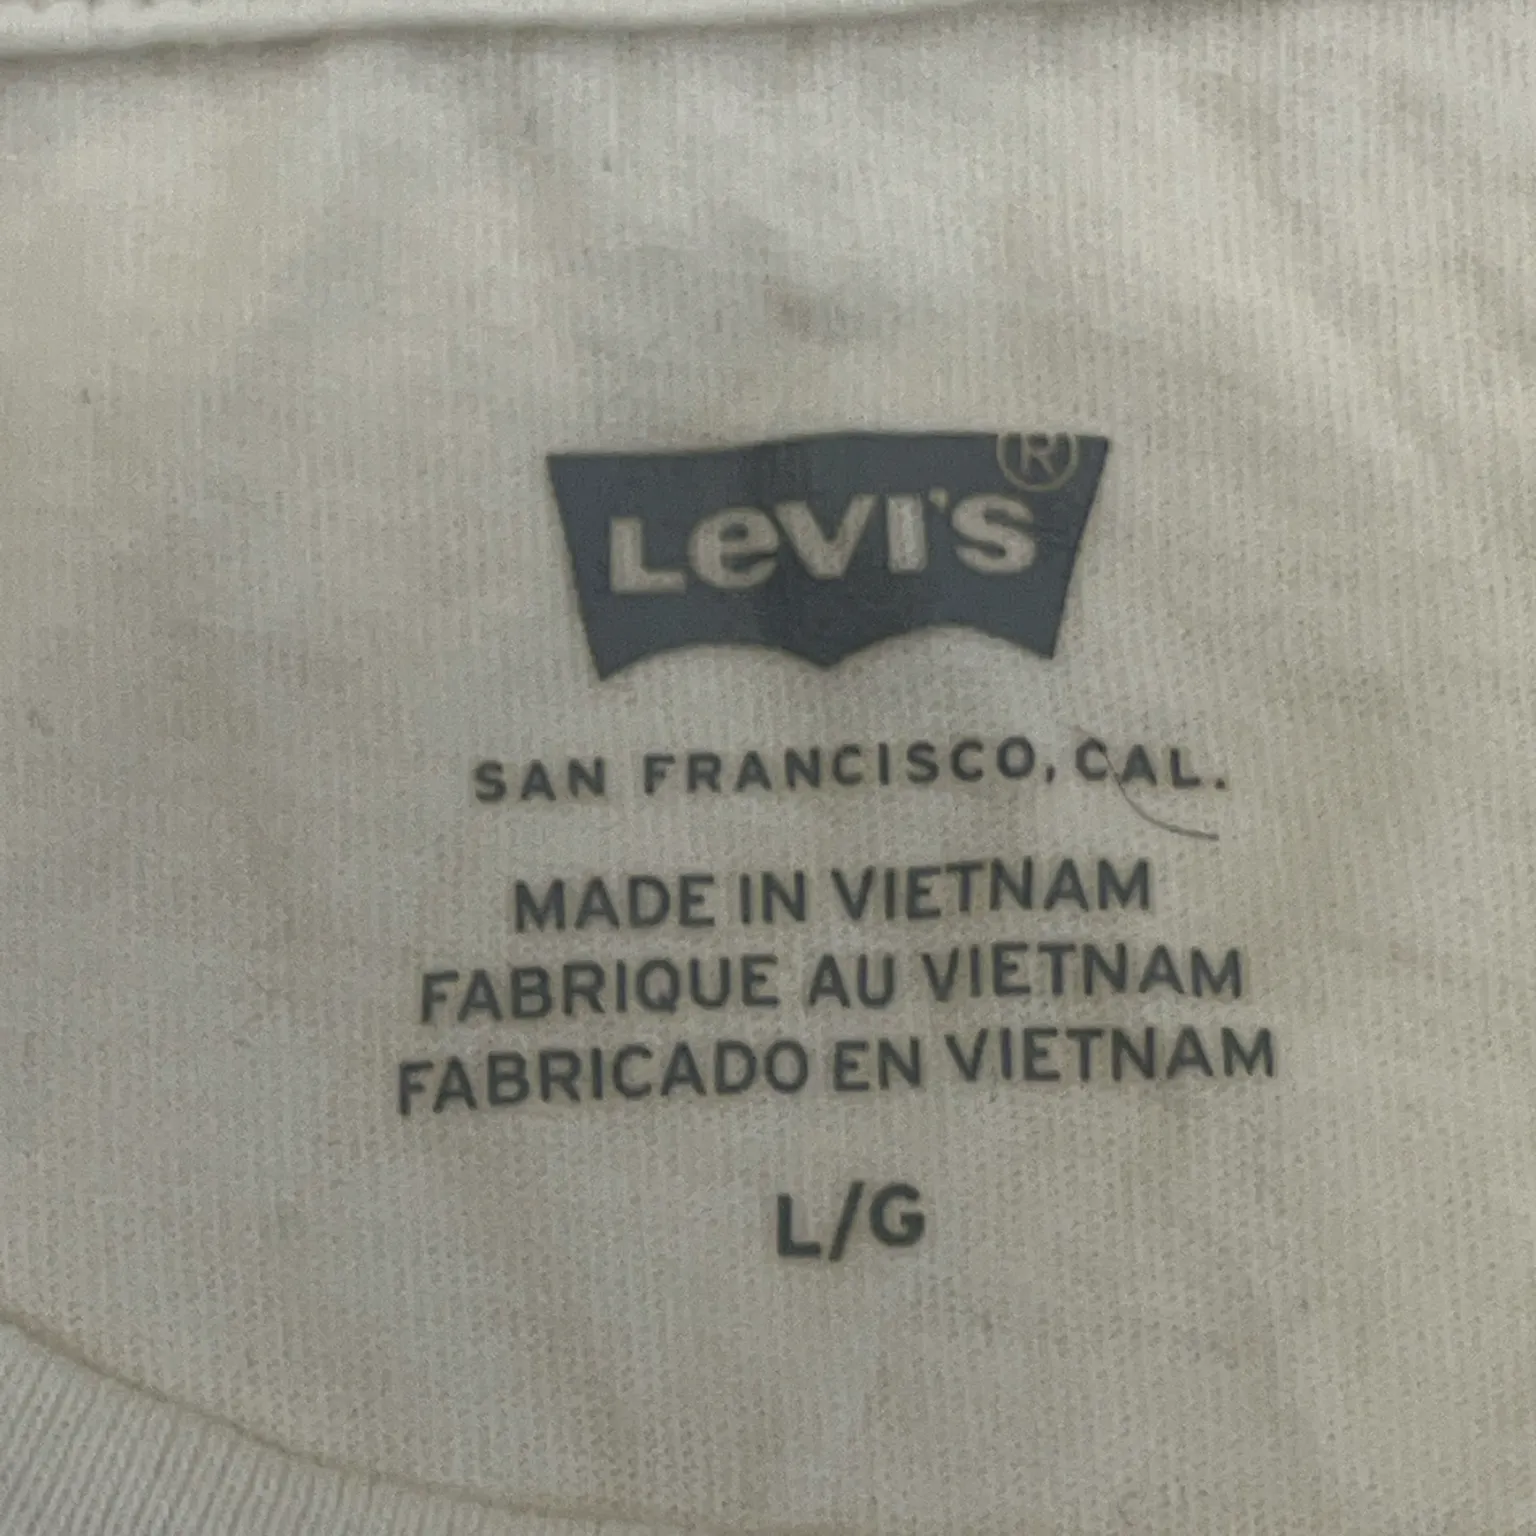 Levi's®
SAN FRANCISCO, CAL.
MADE IN VIETNAM
FABRIQUE AU VIETNAM
FABRICADO EN VIETNAM
L/G